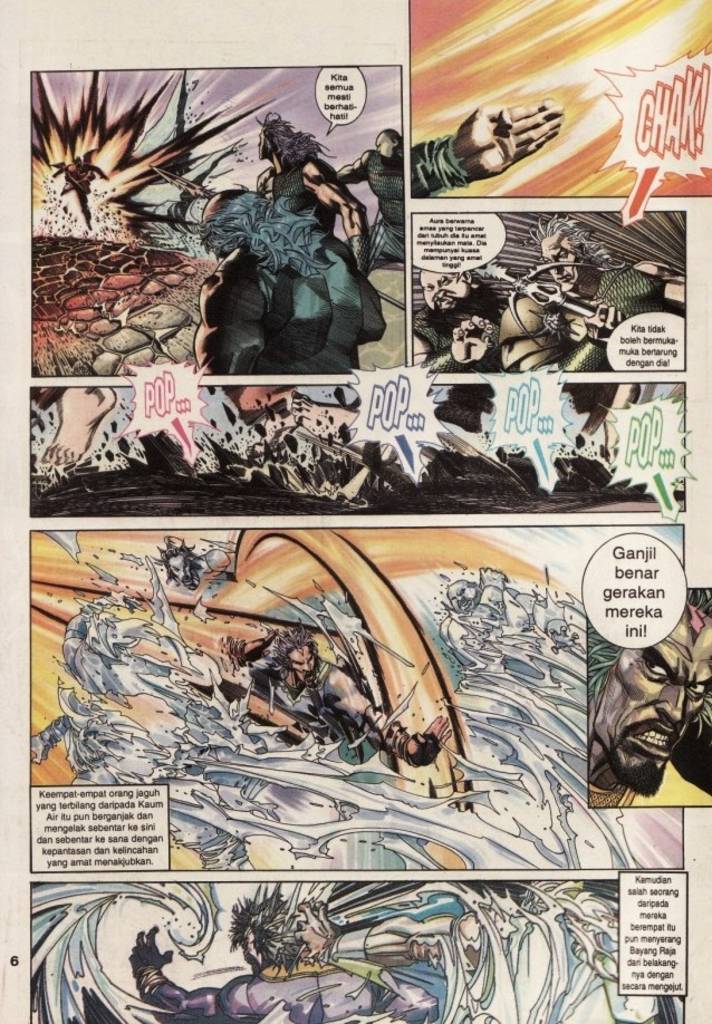 Kita
semua
mesti
berhati-
hati!
CHAK!
Aura berwarna
amas yang terpancar
dari tubuh dia itu amat
menyilaukan mata. Dia
mempunyai kuasa
dalaman yang amat
tinggi!
Kita tidak
boleh bermuka-
muka bertarung
dengan dia!
POP...
POP...
POP...
POP...
Ganjil
benar
gerakan
mereka
ini!
Keempat-empat orang jaguh
yang terbilang daripada Kaum
Air itu pun berganjak dan
mengelak sebentar ke sini
dan sebentar ke sana dengan
kepantasan dan kelincahan
yang amat menakjubkan.
Kemudian
salah seorang
daripada
mereka
berempat itu
pun menyerang
Bayang Raja
dari belakang-
nya dengan
secara mengejut.
6